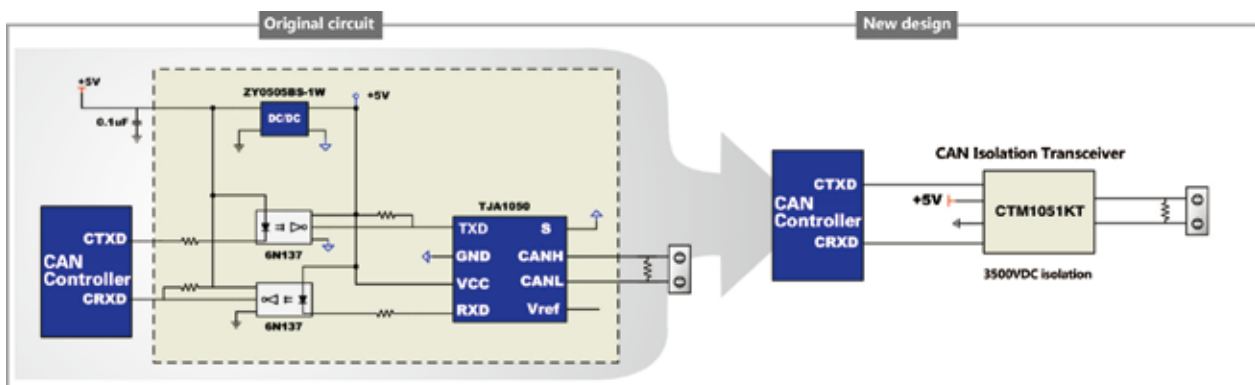 Original circuit
New design
+5V
0.1uF
ZY0505BS-1W
DC/DC
+5V
CAN
Controller
CTXD
CRXD
6N137
6N137
TJA1050
TXD
GND
VCC
RXD
S
CANH
CANL
Vref
CAN
Controller
CTXD
CRXD
CAN Isolation Transceiver
+5V
CTM1051KT
3500VDC isolation